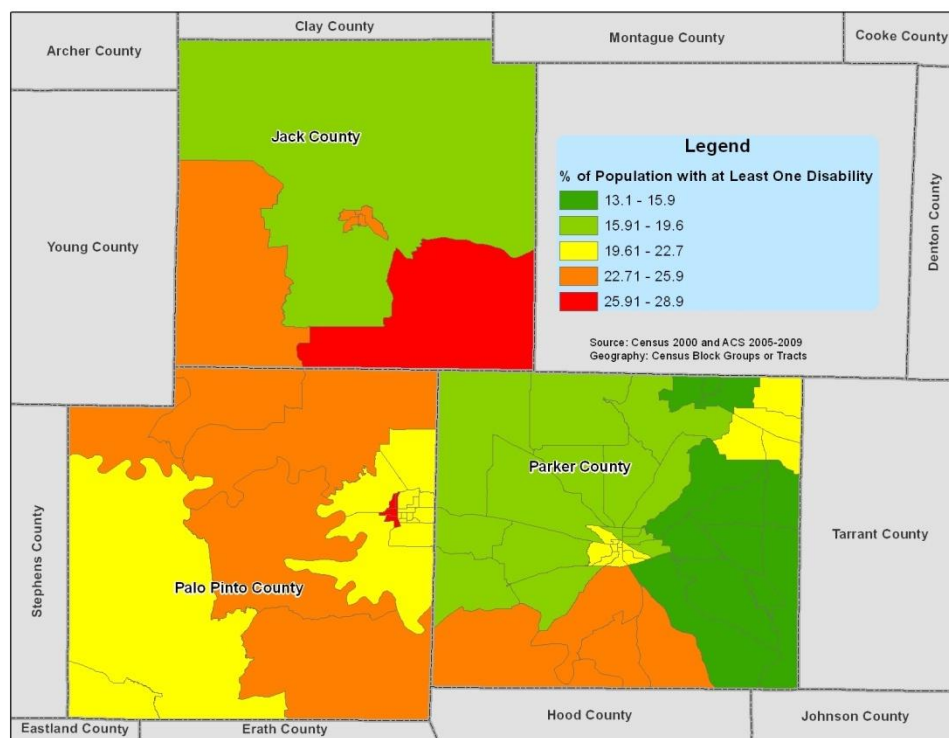 Clay County
Montague County
Cooke County
Archer County
Jack County
Legend
% of Population with at Least One Disability
13.1 - 15.9
15.91 - 19.6
19.61 - 22.7
22.71 - 25.9
25.91 - 28.9
Denton County
Young County
Source: Census 2000 and ACS 2005-2009
Geography: Census Block Groups or Tracts
Parker County
Tarrant County
Stephens County
Palo Pinto County
Hood County
Johnson County
Eastland County
Erath County